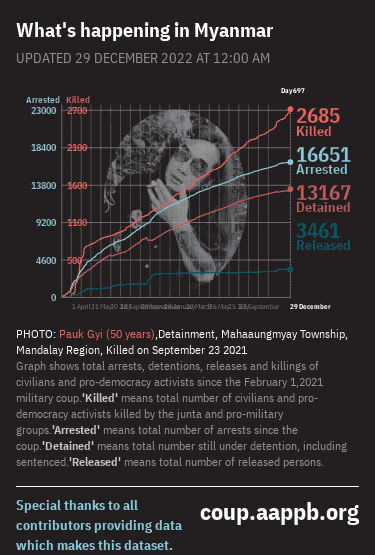 What's happening in Myanmar
UPDATED 29 DECEMBER 2022 AT 12:00 AM
Day697
Arrested Killed
23000 2700
18400 2100
13800 1600
9200 1100
4600 500
0
2685
Killed
16651
Arrested
13167
Detained
3461
Released
29 December
PHOTO: Pauk Gyi (50 years),Detainment, Mahaaungmyay Township,
Mandalay Region, Killed on September 23 2021
Graph shows total arrests, detentions, releases and killings of
civilians and pro-democracy activists since the February 1,2021
military coup.'Killed' means total number of civilians and pro-
democracy activists killed by the junta and pro-military
groups.'Arrested' means total number of arrests since the
coup.'Detained' means total number still under detention, including
sentenced.'Released' means total number of released persons.
Special thanks to all
contributors providing data
which makes this dataset.
coup.aappb.org